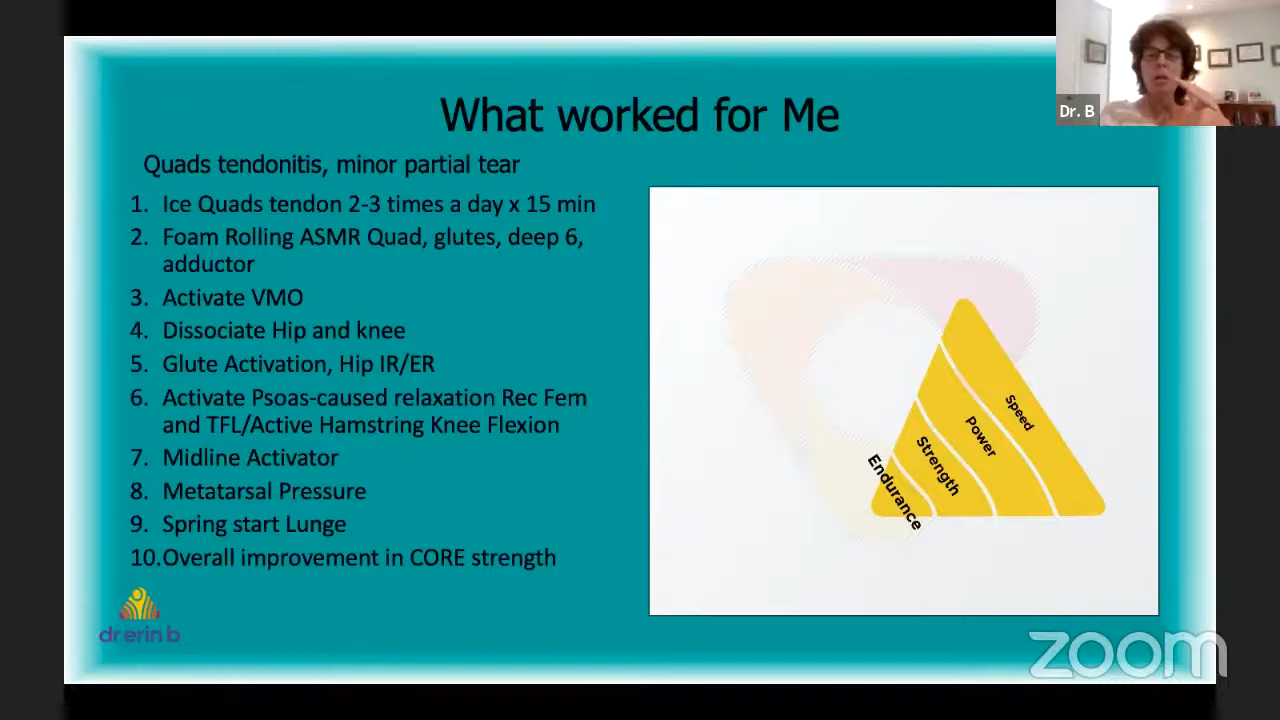 Dr. B
What worked for Me
Quads tendonitis, minor partial tear
1. Ice Quads tendon 2-3 times a day x 15 min
2. Foam Rolling ASMR Quad, glutes, deep 6,
adductor
3. Activate VMO
4. Dissociate Hip and knee
5. Glute Activation, Hip IR/ER
6. Activate Psoas-caused relaxation Rec Fem
and TFL/Active Hamstring Knee Flexion
7. Midline Activator
8. Metatarsal Pressure
9. Spring start Lunge
10.Overall improvement in CORE strength
Speed
Power
Strength
Endurance
dr erin b
zoom